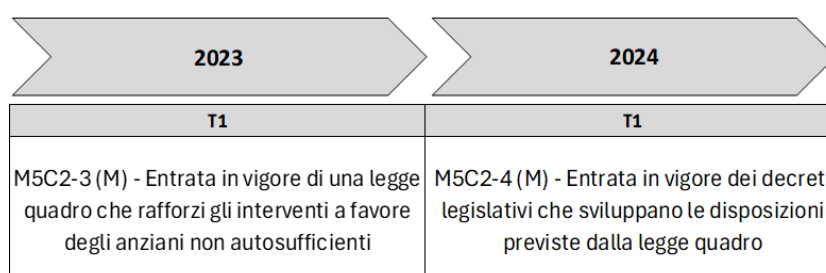 2023
2024
T1
T1
M5C2-3 (M) - Entrata in vigore di una legge
quadro che rafforzi gli interventi a favore
degli anziani non autosufficienti
M5C2-4 (M) - Entrata in vigore dei decret
legislativi che sviluppano le disposizioni
previste dalla legge quadro